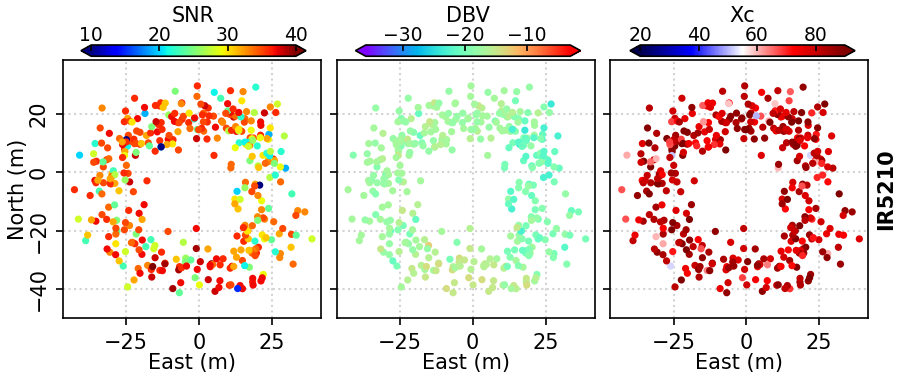 SNR
DBV
Xc
10 20 30 40
−30 −20 −10
20 40 60 80
North (m)
20
0
−20
−40
−25 0 25
−25 0 25
−25 0 25
East (m)
East (m)
East (m)
IR5210